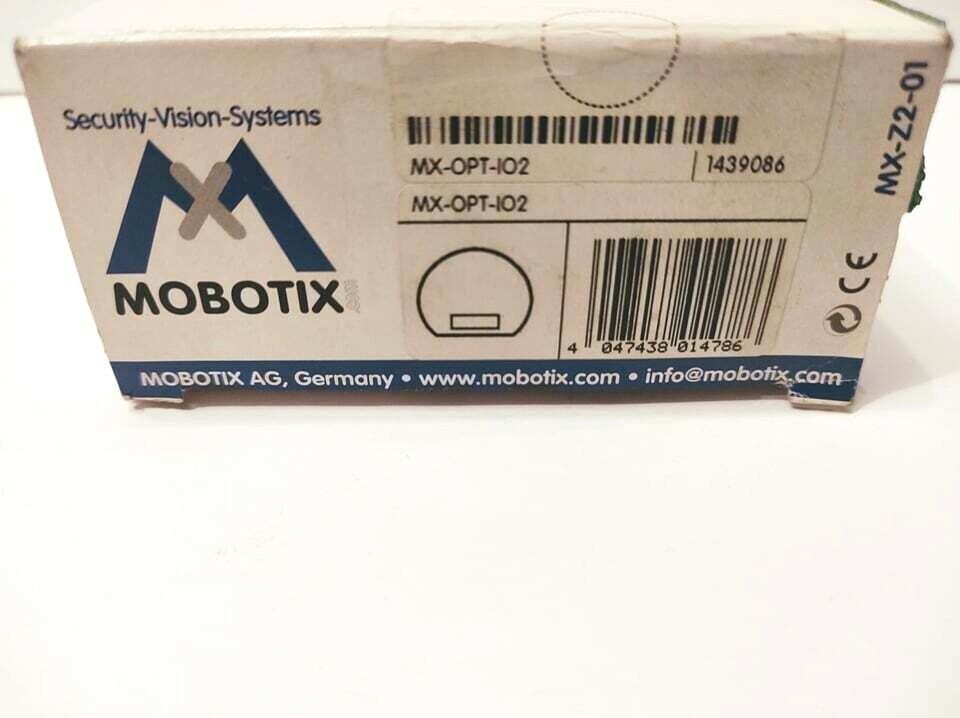 Security-Vision-Systems
MOBOTIX
.com
MX-OPT-IO2
1439086
MX-OPT-IO2
4 047438 014786
MX-Z2-01
CE
MOBOTIX AG, Germany • www.mobotix.com • info@mobotix.com